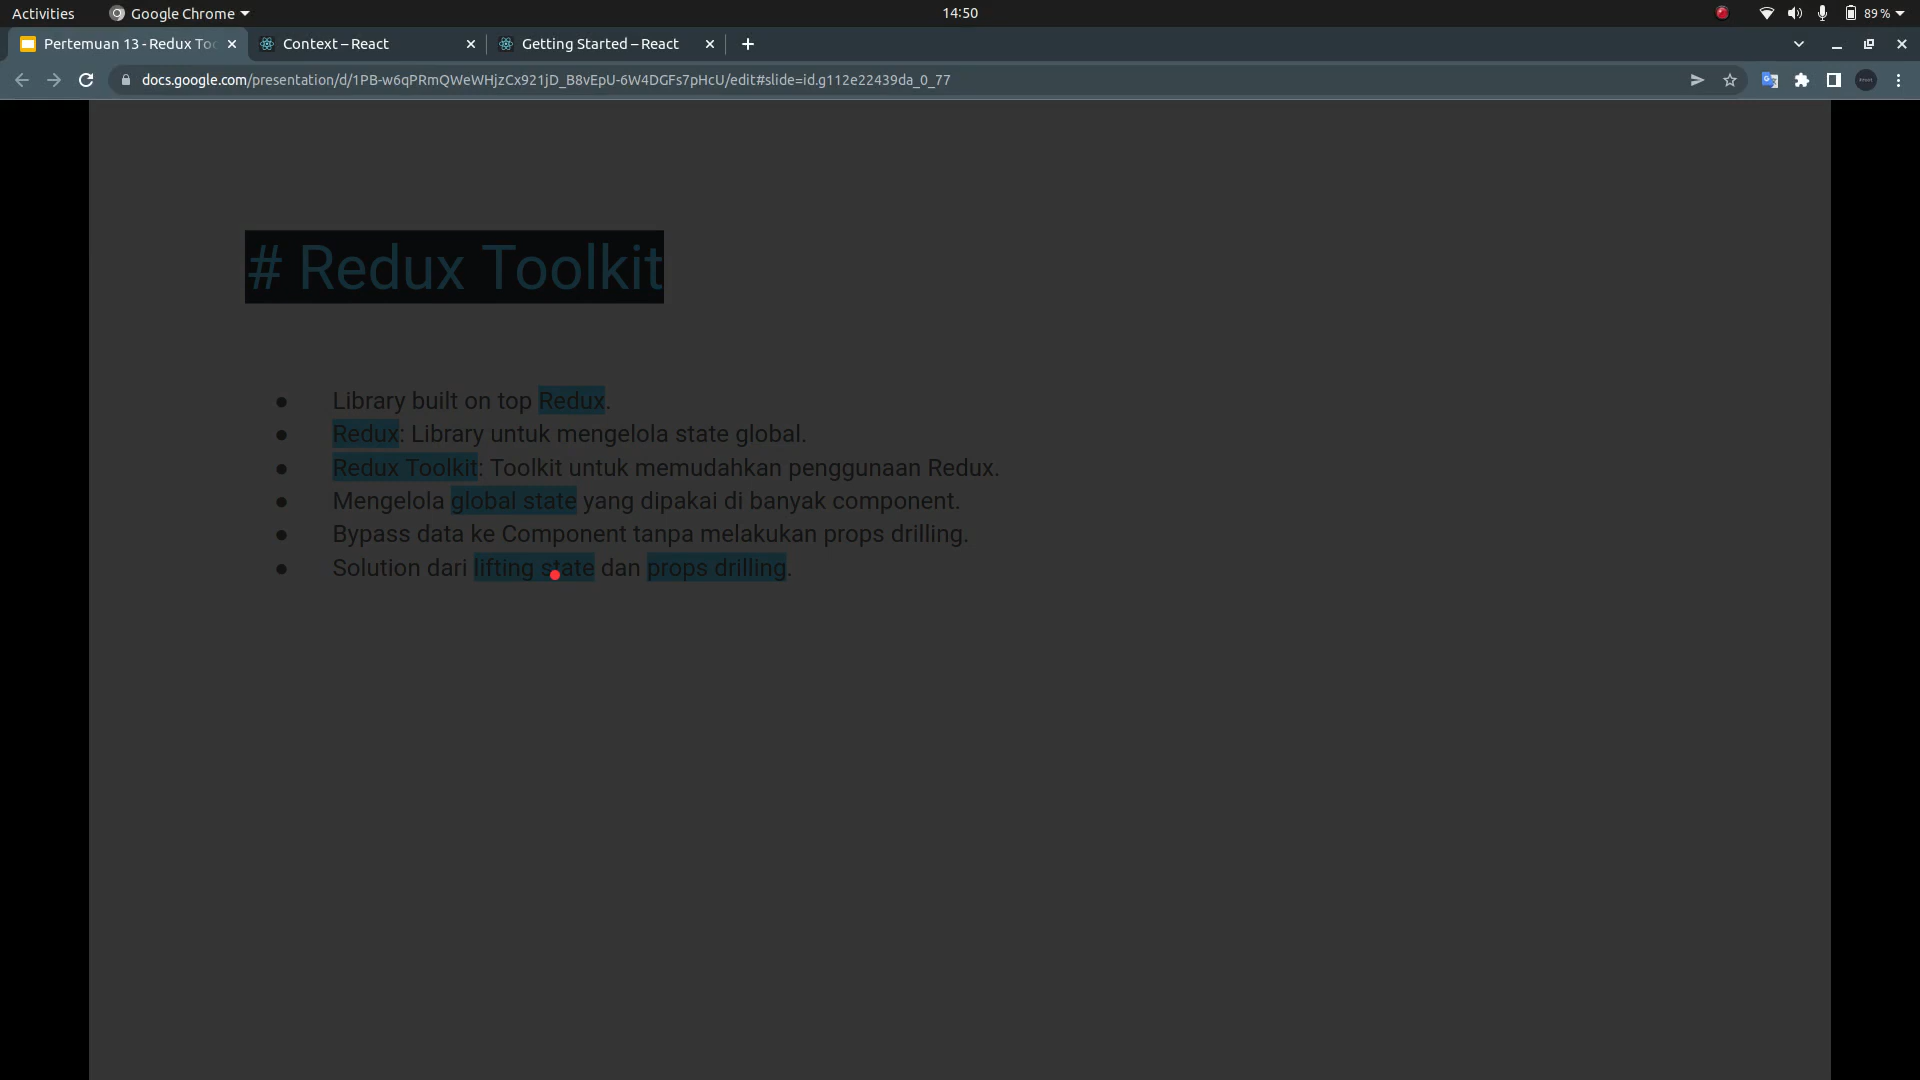 Activities
Google Chrome
14:50
89 %
Pertemuan 13 - Redux Too
Context – React
Getting Started – React
docs.google.com/presentation/d/1PB-w6qPRmQWeWHjzCx921jD_B8vEpU-6W4DGFs7pHcU/edit#slide=id.g112e22439da_0_77
# Redux Toolkit
● Library built on top Redux.
● Redux: Library untuk mengelola state global.
● Redux Toolkit: Toolkit untuk memudahkan penggunaan Redux.
● Mengelola global state yang dipakai di banyak component.
● Bypass data ke Component tanpa melakukan props drilling.
● Solution dari lifting state dan props drilling.